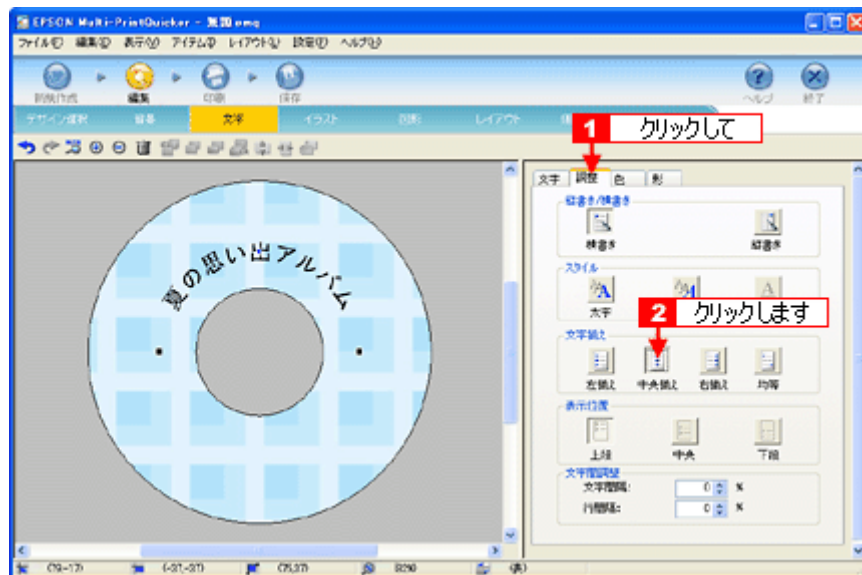 EPSON Multi-PrintQuicker - 無題.emq
ファイル(F) 編集(E) 表示(V) アイテム(I) レイアウト(L) 設定(T) ヘルプ(H)
新規作成 編集 印刷 保存 ヘルプ 終了
デザイン選択 背景 文字 イラスト 図形 レイアウト
1 クリックして
文字 調整 色 形
縦書き/横書き
横書き 縦書き
夏の思い出アルバム
スタイル
太字
2 クリックします
文字揃え
左揃え 中央揃え 右揃え 均等
表示位置
上段 中央 下段
文字間調整
文字間隔: 0 %
行間隔: 0 %